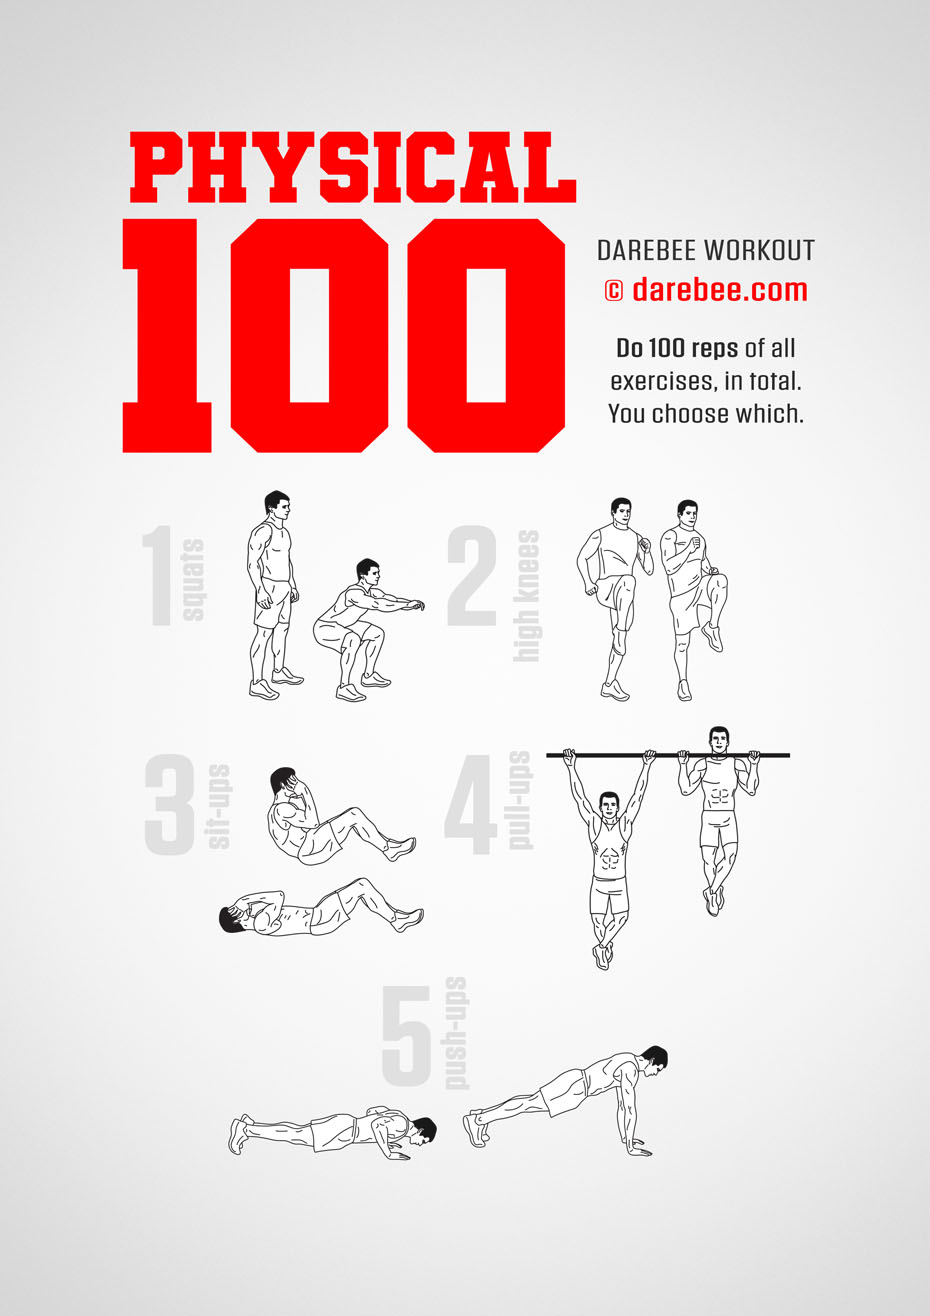 PHYSICAL
100
DAREBEE WORKOUT
© darebee.com
Do 100 reps of all
exercises, in total.
You choose which.
1 squats
2 high knees
3 sit-ups
4 pull-ups
5 push-ups